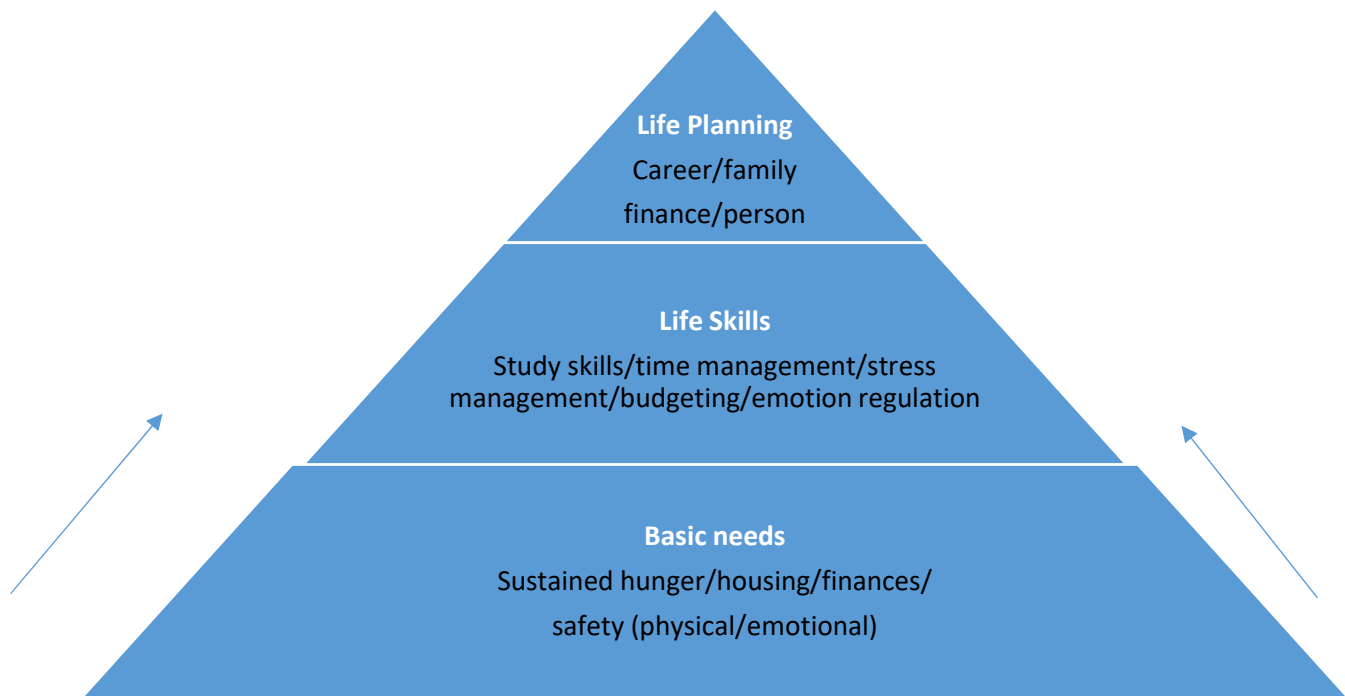 Life Planning
Career/family
finance/person
Life Skills
Study skills/time management/stress
management/budgeting/emotion regulation
Basic needs
Sustained hunger/housing/finances/
safety (physical/emotional)